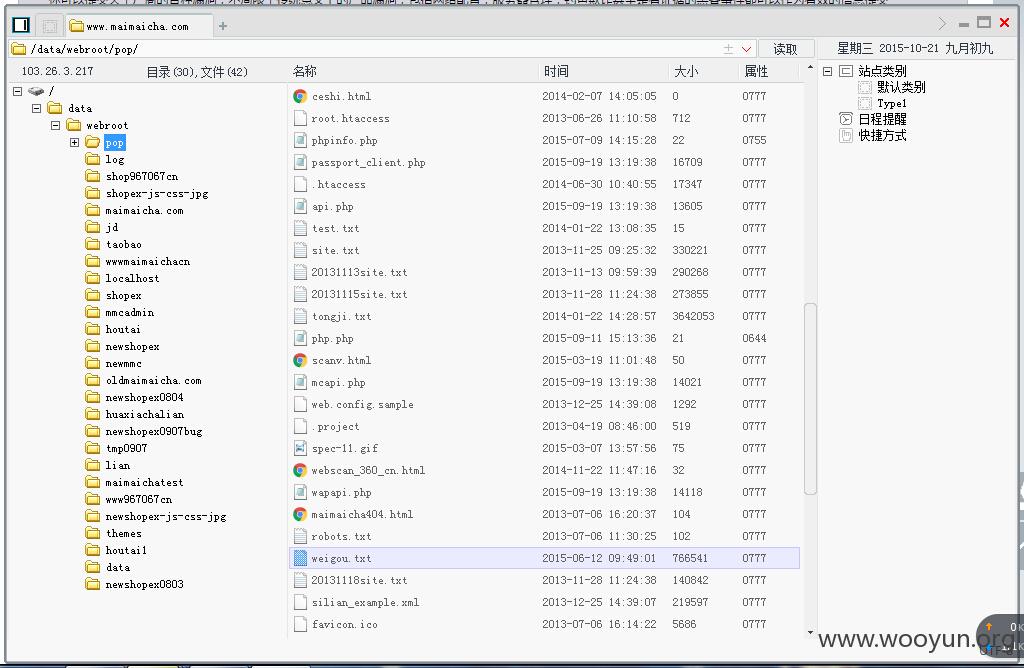 www.maimaicha.com
/data/webroot/pop/
读取
星期三 2015-10-21 九月初九
103.26.3.217 目录(30),文件(42)
名称 时间 大小 属性
/
data
webroot
pop
log
shop967067cn
shopex-js-css-jpg
maimaicha.com
jd
taobao
wwwmaimaichacn
localhost
shopex
mmcadmin
houtai
newshopex
newmmc
oldmaimaicha.com
newshopex0804
huaxiachalian
newshopex0907bug
tmp0907
lian
maimaichatest
www967067cn
newshopex-js-css-jpg
themes
houtai1
data
newshopex0803
ceshi.html 2014-02-07 14:05:05 0 0777
root.htaccess 2013-06-26 11:10:58 712 0777
phpinfo.php 2015-07-09 14:15:28 22 0755
passport_client.php 2015-09-19 13:19:38 16709 0777
.htaccess 2014-06-30 10:40:55 17347 0777
api.php 2015-09-19 13:19:38 13605 0777
test.txt 2014-01-22 13:08:35 15 0777
site.txt 2013-11-25 09:25:32 330221 0777
20131113site.txt 2013-11-13 09:59:39 290268 0777
20131115site.txt 2013-11-28 11:24:38 273855 0777
tongji.txt 2014-01-22 14:28:57 3642053 0777
php.php 2015-09-11 15:13:36 21 0644
scanv.html 2015-03-19 11:01:48 50 0777
mcapi.php 2015-09-19 13:19:38 14021 0777
web.config.sample 2013-12-25 14:39:08 1292 0777
.project 2013-04-19 08:46:00 519 0777
spec-11.gif 2015-03-07 13:57:56 75 0777
webscan_360_cn.html 2014-11-22 11:47:16 32 0777
wapapi.php 2015-09-19 13:19:38 14118 0777
maimaicha404.html 2013-07-06 16:20:37 104 0777
robots.txt 2013-07-06 11:30:25 102 0777
weigou.txt 2015-06-12 09:49:01 766541 0777
20131118site.txt 2013-11-28 11:24:38 140842 0777
silian_example.xml 2013-12-25 14:39:07 219597 0777
favicon.ico 2013-07-06 16:14:22 5686 0777
站点类别
默认类别
Type1
日程提醒
快捷方式
www.wooyun.org